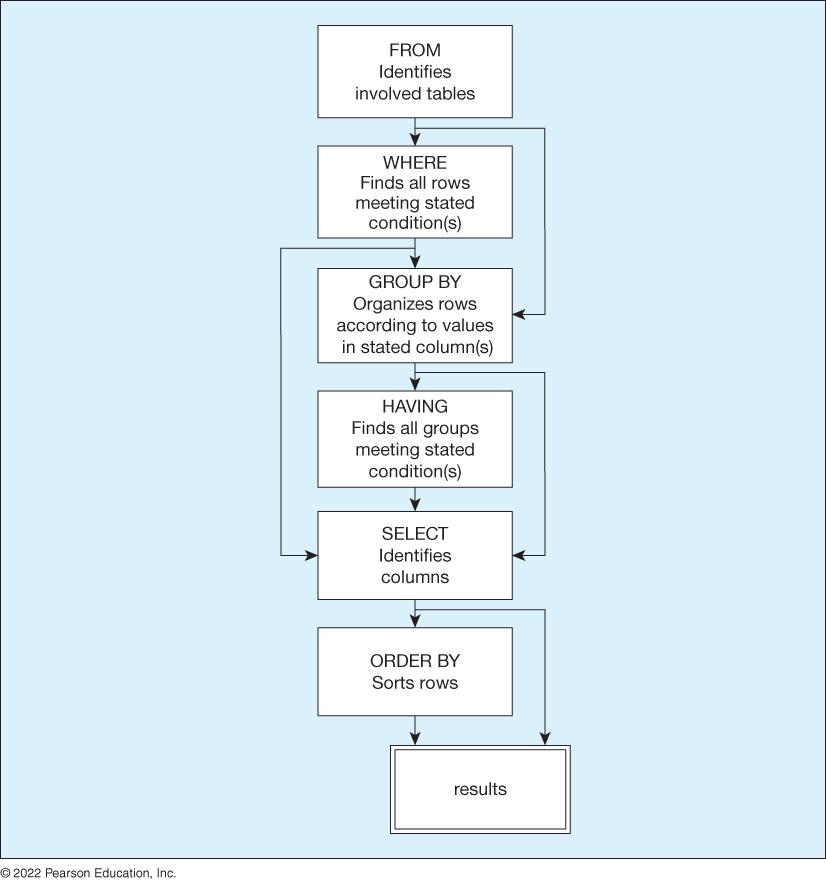 FROM
Identifies
involved tables
WHERE
Finds all rows
meeting stated
condition(s)
GROUP BY
Organizes rows
according to values
in stated column(s)
HAVING
Finds all groups
meeting stated
condition(s)
SELECT
Identifies
columns
ORDER BY
Sorts rows
results
© 2022 Pearson Education, Inc.